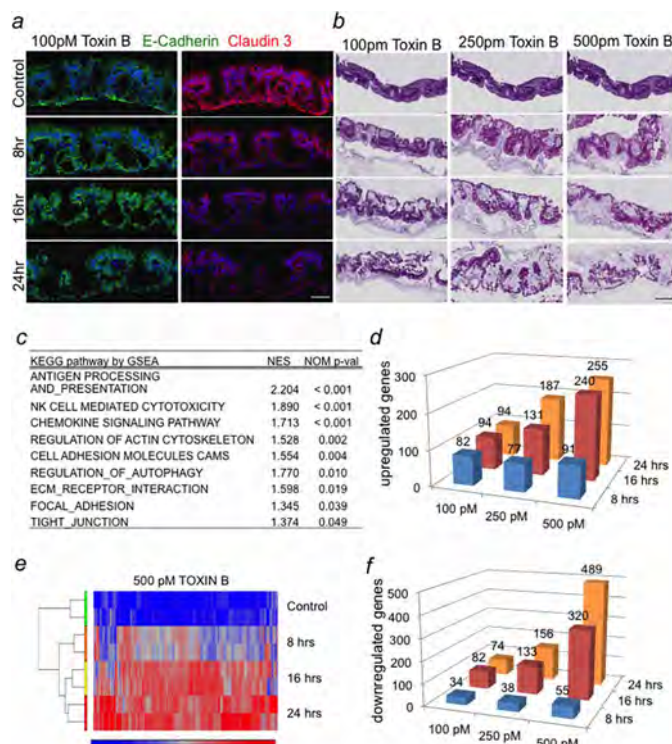 a
100pM Toxin B E-Cadherin Claudin 3
Control
8hr
16hr
24hr
b
100pm Toxin B 250pm Toxin B 500pm Toxin B
c
KEGG pathway by GSEA NES NOM p-val
ANTIGEN PROCESSING
AND_PRESENTATION 2.204 < 0.001
NK CELL MEDIATED CYTOTOXICITY 1.890 < 0.001
CHEMOKINE SIGNALING PATHWAY 1.713 < 0.001
REGULATION OF ACTIN CYTOSKELETON 1.528 0.002
CELL ADHESION MOLECULES CAMS 1.554 0.004
REGULATION_OF_AUTOPHAGY 1.770 0.010
ECM_RECEPTOR_INTERACTION 1.598 0.019
FOCAL_ADHESION 1.345 0.039
TIGHT_JUNCTION 1.374 0.049
d
upregulated genes
300
200
100
0
94 187 255
94 131 240
82 77 91
100 pM 250 pM 500 pM
24 hrs
16 hrs
8 hrs
e
500 pM TOXIN B
Control
8 hrs
16 hrs
24 hrs
f
downregulated genes
500
400
300
200
100
0
74 156 489
82 133 320
34 38 55
100 pM 250 pM 500 pM
24 hrs
16 hrs
8 hrs